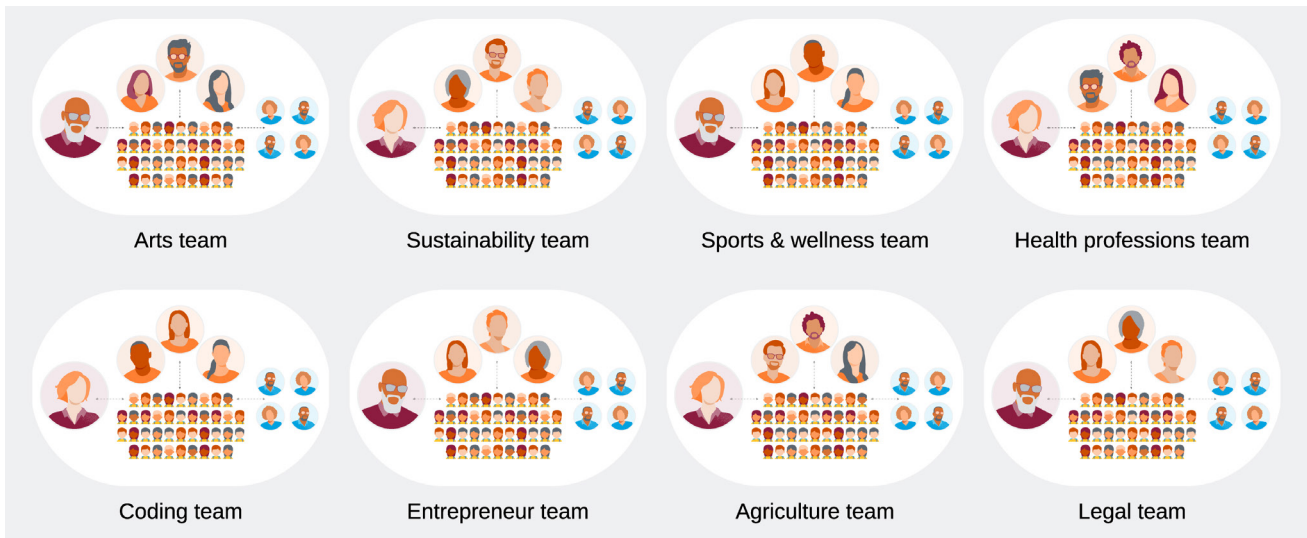 Arts team
Sustainability team
Sports & wellness team
Health professions team
Coding team
Entrepreneur team
Agriculture team
Legal team